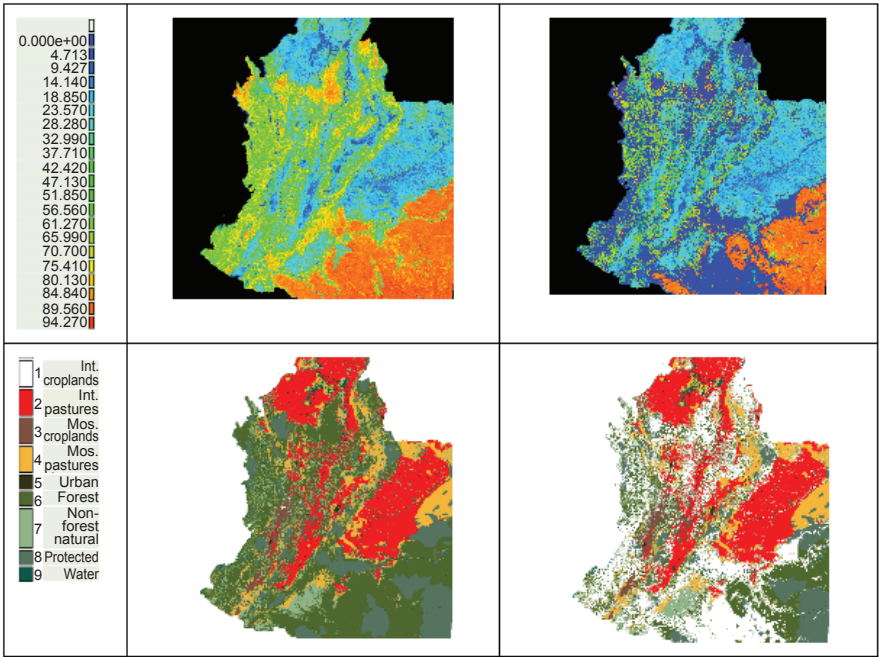 0.000e+00
4.713
9.427
14.140
18.850
23.570
28.280
32.990
37.710
42.420
47.130
51.850
56.560
61.270
65.990
70.700
75.410
80.130
84.840
89.560
94.270
1 Int.
croplands
2 Int.
pastures
3 Mos.
croplands
4 Mos.
pastures
5 Urban
6 Forest
7 Non-
forest
natural
8 Protected
9 Water